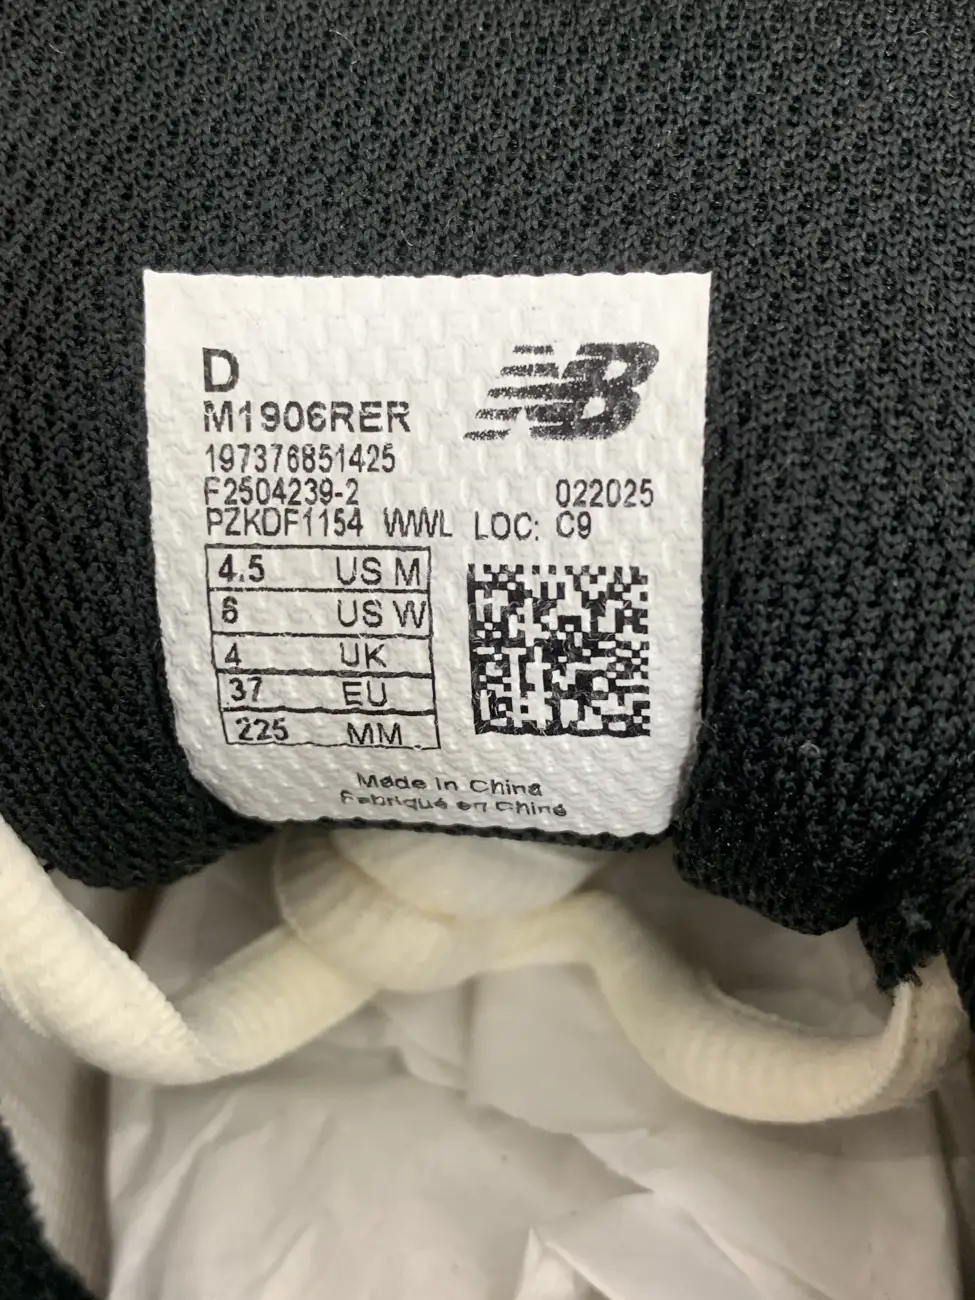 D
NB
M1906RER
197376851425
F2504239-2 022025
PZKDF1154 WWL LOC: C9
4.5 US M
6 US W
4 UK
37 EU
225 MM
Made in China
Fabriqué en Chine